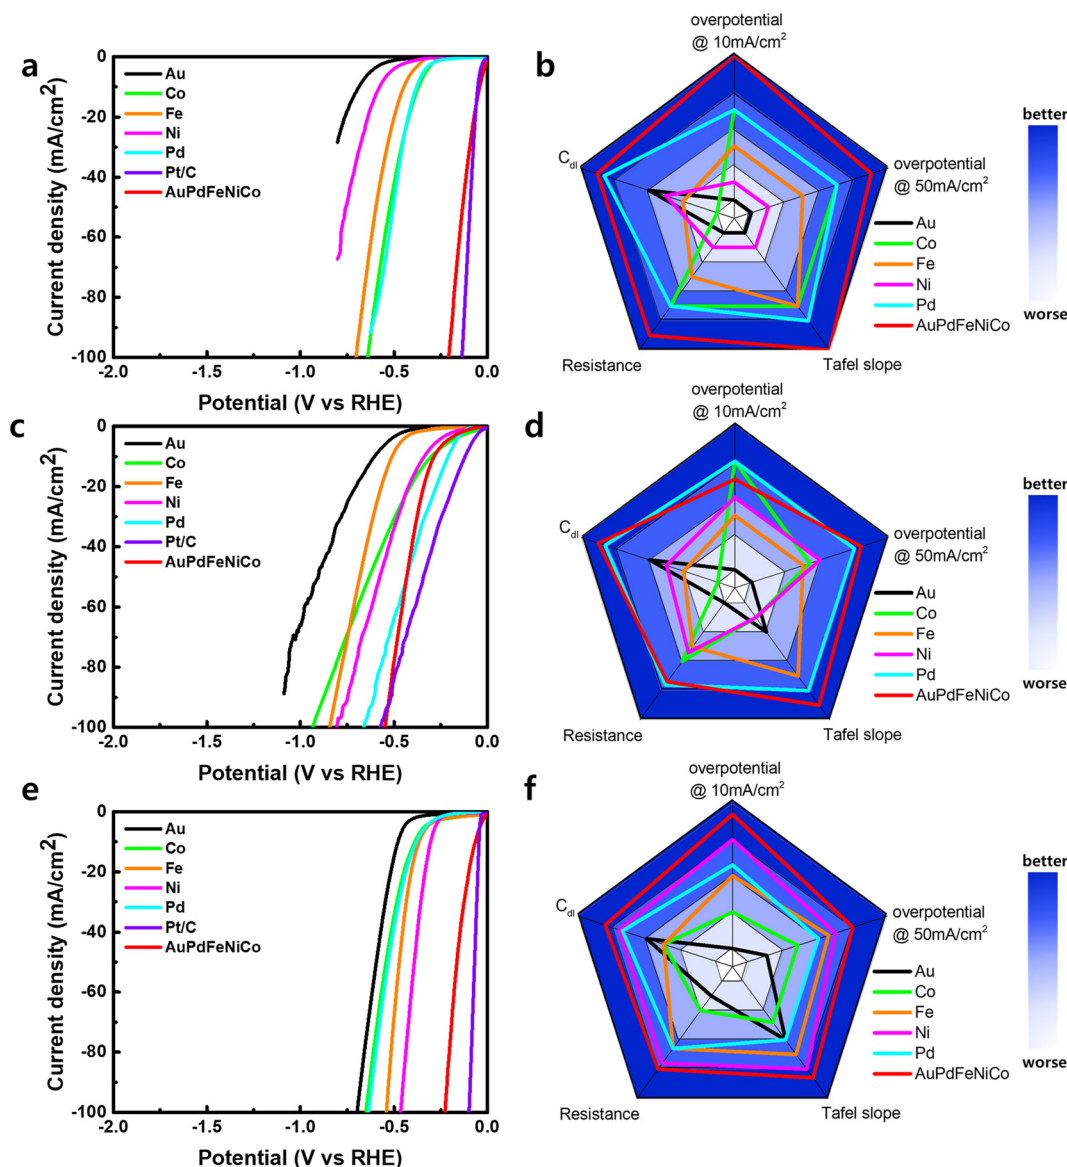 a
Current density (mA/cm²)
0
-20
-40
-60
-80
-100
Au
Co
Fe
Ni
Pd
Pt/C
AuPdFeNiCo
-2.0
-1.5
-1.0
-0.5
0.0
Potential (V vs RHE)
b
overpotential
@ 10mA/cm²
C_dl
overpotential
@ 50mA/cm²
Au
Co
Fe
Ni
Pd
AuPdFeNiCo
Resistance
Tafel slope
better
worse
c
Current density (mA/cm²)
0
-20
-40
-60
-80
-100
Au
Co
Fe
Ni
Pd
Pt/C
AuPdFeNiCo
-2.0
-1.5
-1.0
-0.5
0.0
Potential (V vs RHE)
d
overpotential
@ 10mA/cm²
C_dl
overpotential
@ 50mA/cm²
Au
Co
Fe
Ni
Pd
AuPdFeNiCo
Resistance
Tafel slope
better
worse
e
Current density (mA/cm²)
0
-20
-40
-60
-80
-100
Au
Co
Fe
Ni
Pd
Pt/C
AuPdFeNiCo
-2.0
-1.5
-1.0
-0.5
0.0
Potential (V vs RHE)
f
overpotential
@ 10mA/cm²
C_dl
overpotential
@ 50mA/cm²
Au
Co
Fe
Ni
Pd
AuPdFeNiCo
Resistance
Tafel slope
better
worse